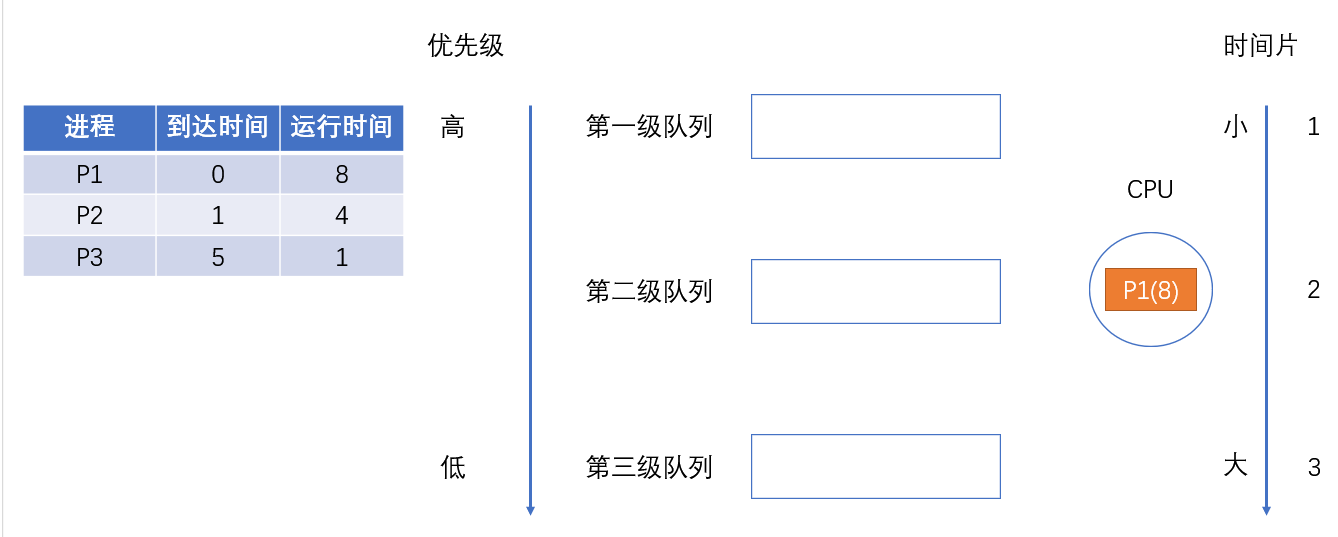 优先级
时间片
进程 到达时间 运行时间
P1 0 8
P2 1 4
P3 5 1
高
第一级队列
小
1
CPU
第二级队列
P1(8)
2
低
第三级队列
大
3